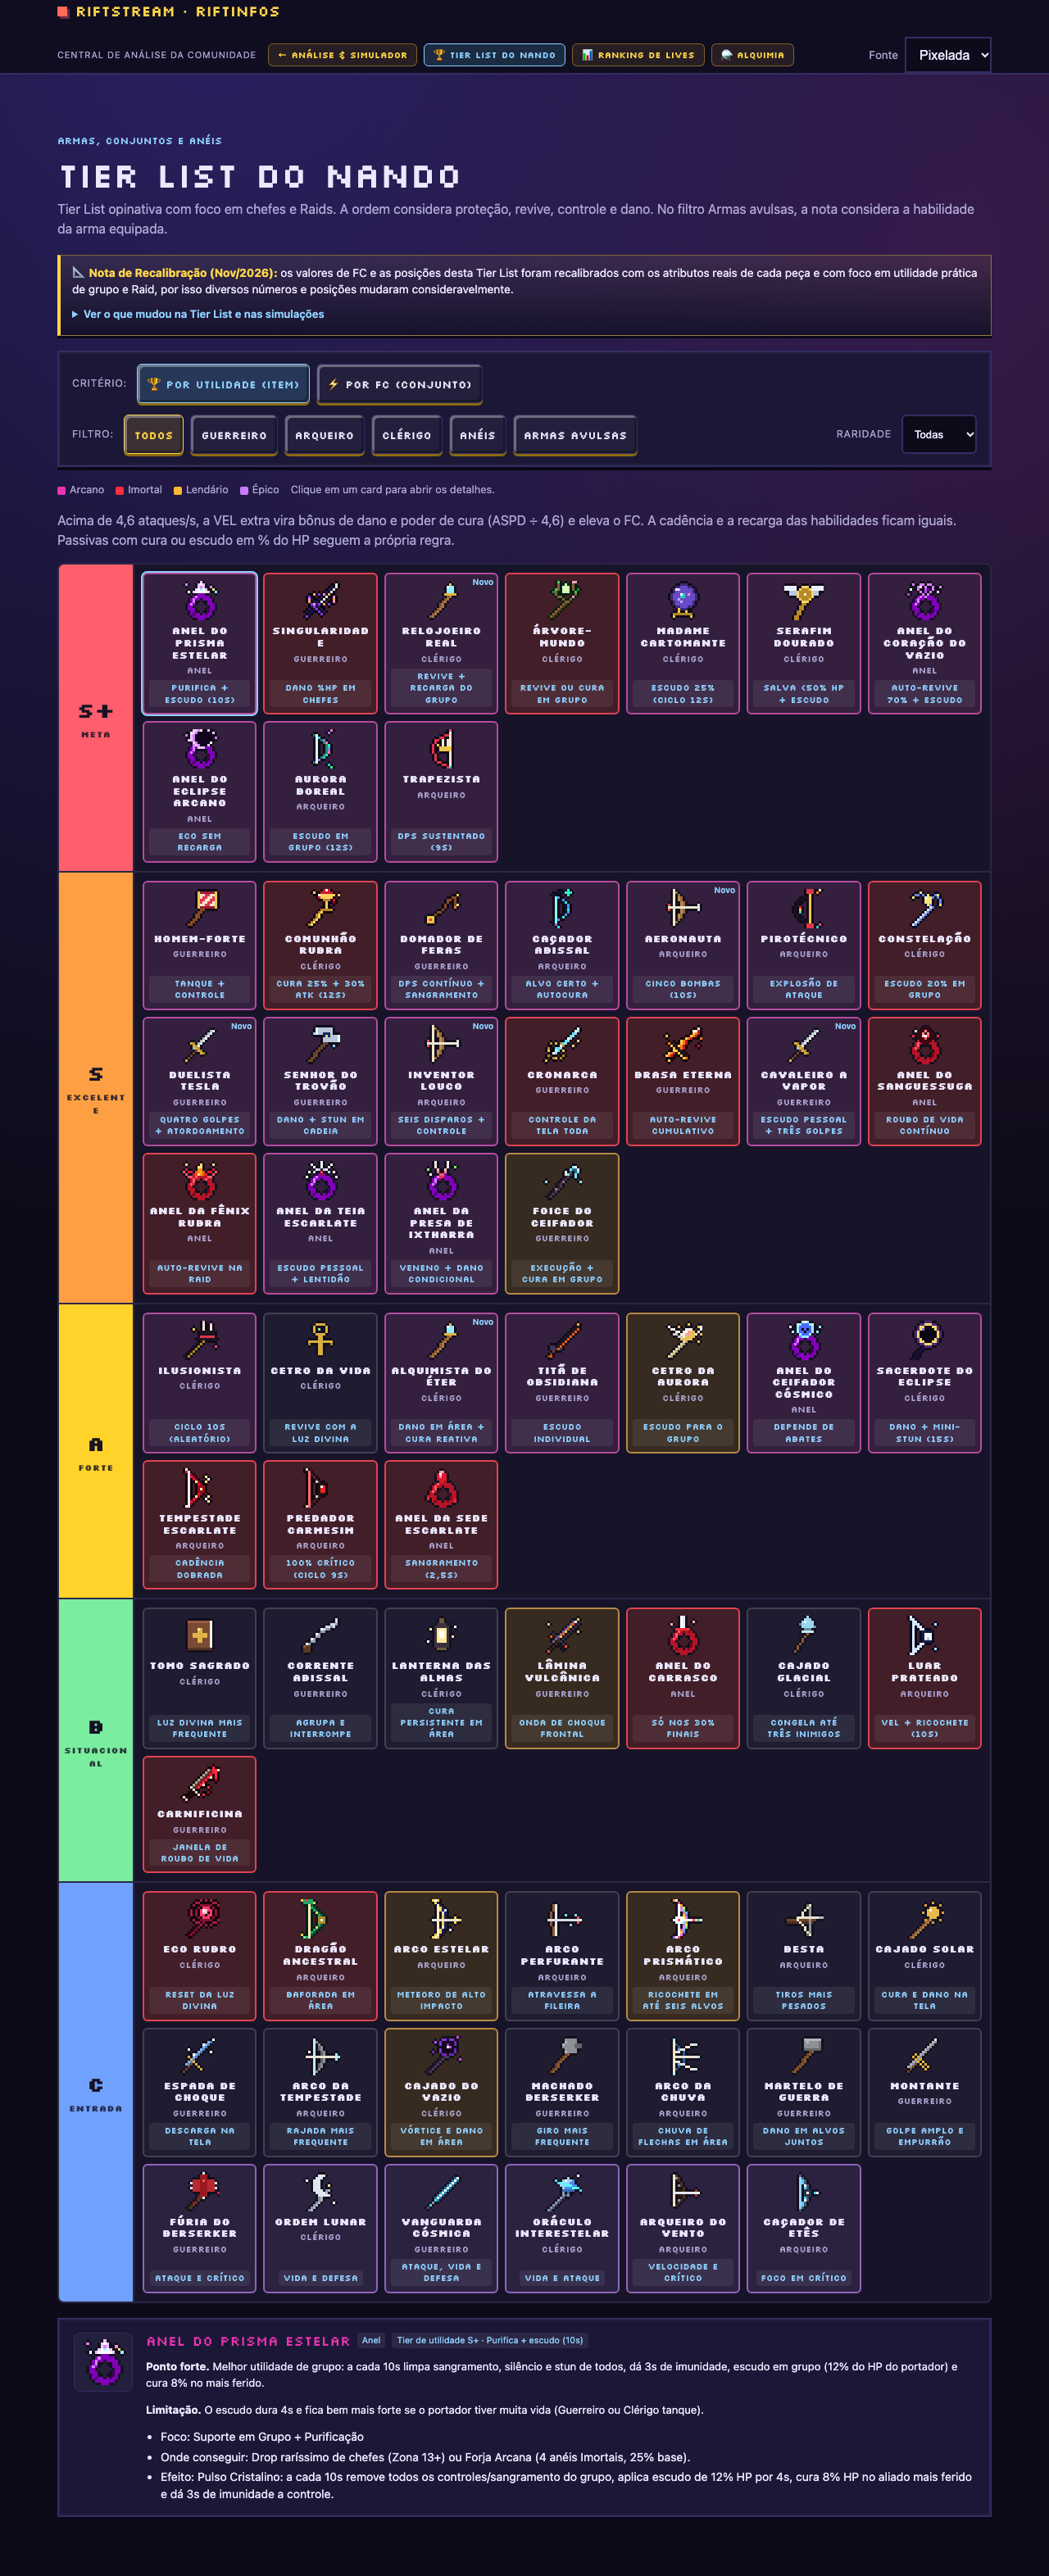 RIFTSTREAM · RIFTINFOS
CENTRAL DE ANÁLISE DA COMUNIDADE
← ANÁLISE & SIMULADOR
🏆 TIER LIST DO NANDO
📊 RANKING DE LIVES
ALQUIMIA
Fonte
Pixelada
ARMAS, CONJUNTOS E ANÉIS
TIER LIST DO NANDO
Tier List opinativa com foco em chefes e Raids. A ordem considera proteção, revive, controle e dano. No filtro Armas avulsas, a nota considera a habilidade
da arma equipada.
📐 Nota de Recalibração (Nov/2026): os valores de FC e as posições desta Tier List foram recalibrados com os atributos reais de cada peça e com foco em utilidade prática
de grupo e Raid, por isso diversos números e posições mudaram consideravelmente.
▶ Ver o que mudou na Tier List e nas simulações
CRITÉRIO:
🏆 POR UTILIDADE (ITEM)
⚡ POR FC (CONJUNTO)
FILTRO:
TODOS
GUERREIRO
ARQUEIRO
CLÉRIGO
ANÉIS
ARMAS AVULSAS
RARIDADE
Todas
Arcano
Imortal
Lendário
Épico
Clique em um card para abrir os detalhes.
Acima de 4,6 ataques/s, a VEL extra vira bônus de dano e poder de cura (ASPD ÷ 4,6) e eleva o FC. A cadência e a recarga das habilidades ficam iguais.
Passivas com cura ou escudo em % do HP seguem a própria regra.
S+
META
ANEL DO
PRISMA
ESTELAR
ANEL
PURIFICA +
ESCUDO (10S)
SINGULARIDAD
E
GUERREIRO
DANO %HP EM
CHEFES
Novo
RELOJOEIRO
REAL
CLÉRIGO
REVIVE +
RECARGA DO
GRUPO
ÁRVORE-
MUNDO
CLÉRIGO
REVIVE OU CURA
EM GRUPO
MADAME
CARTOMANTE
CLÉRIGO
ESCUDO 25%
(CICLO 12S)
SERAFIM
DOURADO
CLÉRIGO
SALVA (<50% HP
+ ESCUDO
ANEL DO
CORAÇÃO DO
VAZIO
ANEL
AUTO-REVIVE
70% + ESCUDO
ANEL DO
ECLIPSE
ARCANO
ANEL
ECO SEM
RECARGA
AURORA
BOREAL
ARQUEIRO
ESCUDO EM
GRUPO (12S)
TRAPEZISTA
ARQUEIRO
DPS SUSTENTADO
(9S)
S
EXCELENT
E
HOMEM-FORTE
GUERREIRO
TANQUE +
CONTROLE
COMUNHÃO
RUBRA
CLÉRIGO
CURA 25% + 30%
ATK (12S)
DOMADOR DE
FERAS
GUERREIRO
DPS CONTÍNUO +
SANGRAMENTO
CAÇADOR
ABISSAL
ARQUEIRO
ALVO CERTO +
AUTOCURA
Novo
AERONAUTA
ARQUEIRO
CINCO BOMBAS
(10S)
PIROTÉCNICO
ARQUEIRO
EXPLOSÃO DE
ATAQUE
CONSTELAÇÃO
CLÉRIGO
ESCUDO 20% EM
GRUPO
Novo
DUELISTA
TESLA
GUERREIRO
QUATRO GOLPES
+ ATORDOAMENTO
SENHOR DO
TROVÃO
GUERREIRO
DANO + STUN EM
CADEIA
Novo
INVENTOR
LOUCO
ARQUEIRO
SEIS DISPAROS +
CONTROLE
CRONARCA
GUERREIRO
CONTROLE DA
TELA TODA
BRASA ETERNA
GUERREIRO
AUTO-REVIVE
CUMULATIVO
Novo
CAVALEIRO A
VAPOR
GUERREIRO
ESCUDO PESSOAL
+ TRÊS GOLPES
ANEL DO
SANGUESSUGA
ANEL
ROUBO DE VIDA
CONTÍNUO
ANEL DA FÊNIX
RUBRA
ANEL
AUTO-REVIVE NA
RAID
ANEL DA TEIA
ESCARLATE
ANEL
ESCUDO PESSOAL
+ LENTIDÃO
ANEL DA
PRESA DE
IXTHARRA
ANEL
VENENO + DANO
CONDICIONAL
FOICE DO
CEIFADOR
GUERREIRO
EXECUÇÃO +
CURA EM GRUPO
A
FORTE
ILUSIONISTA
CLÉRIGO
CICLO 10S
(ALEATÓRIO)
CETRO DA VIDA
CLÉRIGO
REVIVE COM A
LUZ DIVINA
Novo
ALQUIMISTA DO
ÉTER
CLÉRIGO
DANO EM ÁREA +
CURA REATIVA
TITÃ DE
OBSIDIANA
GUERREIRO
ESCUDO
INDIVIDUAL
CETRO DA
AURORA
CLÉRIGO
ESCUDO PARA O
GRUPO
ANEL DO
CEIFADOR
CÓSMICO
ANEL
DEPENDE DE
ABATES
SACERDOTE DO
ECLIPSE
CLÉRIGO
DANO + MINI-
STUN (15S)
TEMPESTADE
ESCARLATE
ARQUEIRO
CADÊNCIA
DOBRADA
PREDADOR
CARMESIM
ARQUEIRO
100% CRÍTICO
(CICLO 9S)
ANEL DA SEDE
ESCARLATE
ANEL
SANGRAMENTO
(2,5S)
B
SITUACION
AL
TOMO SAGRADO
CLÉRIGO
LUZ DIVINA MAIS
FREQUENTE
CORRENTE
ABISSAL
GUERREIRO
AGRUPA E
INTERROMPE
LANTERNA DAS
ALMAS
CLÉRIGO
CURA
PERSISTENTE EM
ÁREA
LÂMINA
VULCÂNICA
GUERREIRO
ONDA DE CHOQUE
FRONTAL
ANEL DO
CARRASCO
ANEL
SÓ NOS 30%
FINAIS
CAJADO
GLACIAL
CLÉRIGO
CONGELA ATÉ
TRÊS INIMIGOS
LUAR
PRATEADO
ARQUEIRO
VEL + RICOCHETE
(10S)
CARNIFICINA
GUERREIRO
JANELA DE
ROUBO DE VIDA
C
ENTRADA
ECO RUBRO
CLÉRIGO
RESET DA LUZ
DIVINA
DRAGÃO
ANCESTRAL
ARQUEIRO
BAFORADA EM
ÁREA
ARCO ESTELAR
ARQUEIRO
METEORO DE ALTO
IMPACTO
ARCO
PERFURANTE
ARQUEIRO
ATRAVESSA A
FILEIRA
ARCO
PRISMÁTICO
ARQUEIRO
RICOCHETE EM
ATÉ SEIS ALVOS
BESTA
ARQUEIRO
TIROS MAIS
PESADOS
CAJADO SOLAR
CLÉRIGO
CURA E DANO NA
TELA
ESPADA DE
CHOQUE
GUERREIRO
DESCARGA NA
TELA
ARCO DA
TEMPESTADE
ARQUEIRO
RAJADA MAIS
FREQUENTE
CAJADO DO
VAZIO
CLÉRIGO
VÓRTICE E DANO
EM ÁREA
MACHADO
BERSERKER
GUERREIRO
GIRO MAIS
FREQUENTE
ARCO DA
CHUVA
ARQUEIRO
CHUVA DE
FLECHAS EM ÁREA
MARTELO DE
GUERRA
GUERREIRO
DANO EM ALVOS
JUNTOS
MONTANTE
GUERREIRO
GOLPE AMPLO E
EMPURRÃO
FÚRIA DO
BERSERKER
GUERREIRO
ATAQUE E CRÍTICO
ORDEM LUNAR
CLÉRIGO
VIDA E DEFESA
VANGUARDA
CÓSMICA
GUERREIRO
ATAQUE, VIDA E
DEFESA
ORÁCULO
INTERESTELAR
CLÉRIGO
VIDA E ATAQUE
ARQUEIRO DO
VENTO
ARQUEIRO
VELOCIDADE E
CRÍTICO
CAÇADOR DE
ETÊS
ARQUEIRO
FOCO EM CRÍTICO
ANEL DO PRISMA ESTELAR
Anel
Tier de utilidade S+ · Purifica + escudo (10s)
Ponto forte. Melhor utilidade de grupo: a cada 10s limpa sangramento, silêncio e stun de todos, dá 3s de imunidade, escudo em grupo (12% do HP do portador) e
cura 8% no mais ferido.
Limitação. O escudo dura 4s e fica bem mais forte se o portador tiver muita vida (Guerreiro ou Clérigo tanque).
• Foco: Suporte em Grupo + Purificação
• Onde conseguir: Drop raríssimo de chefes (Zona 13+) ou Forja Arcana (4 anéis Imortais, 25% base).
• Efeito: Pulso Cristalino: a cada 10s remove todos os controles/sangramento do grupo, aplica escudo de 12% HP por 4s, cura 8% HP no aliado mais ferido
e dá 3s de imunidade a controle.